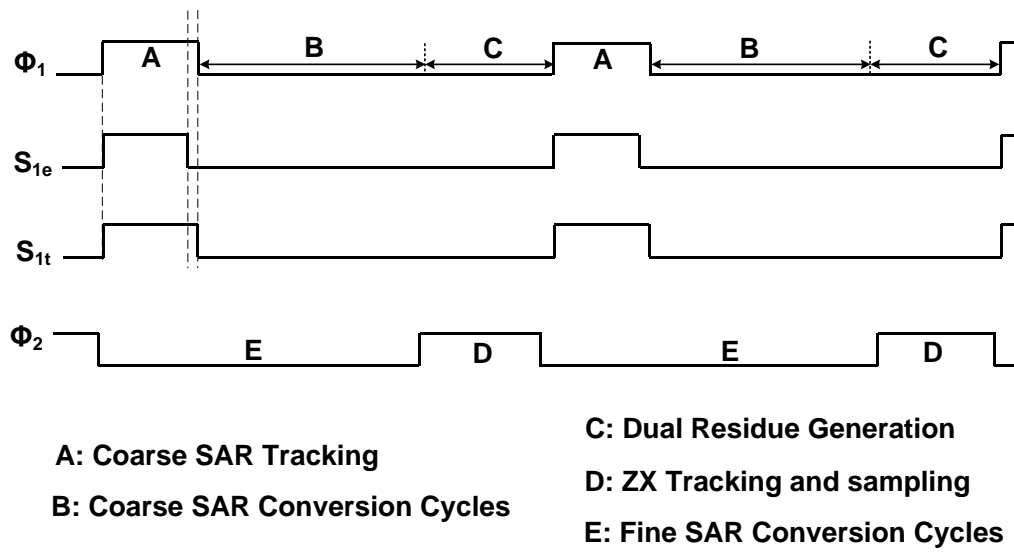 Φ1 A B C A B C
S1e
S1t
Φ2 E D E D
A: Coarse SAR Tracking
B: Coarse SAR Conversion Cycles
C: Dual Residue Generation
D: ZX Tracking and sampling
E: Fine SAR Conversion Cycles